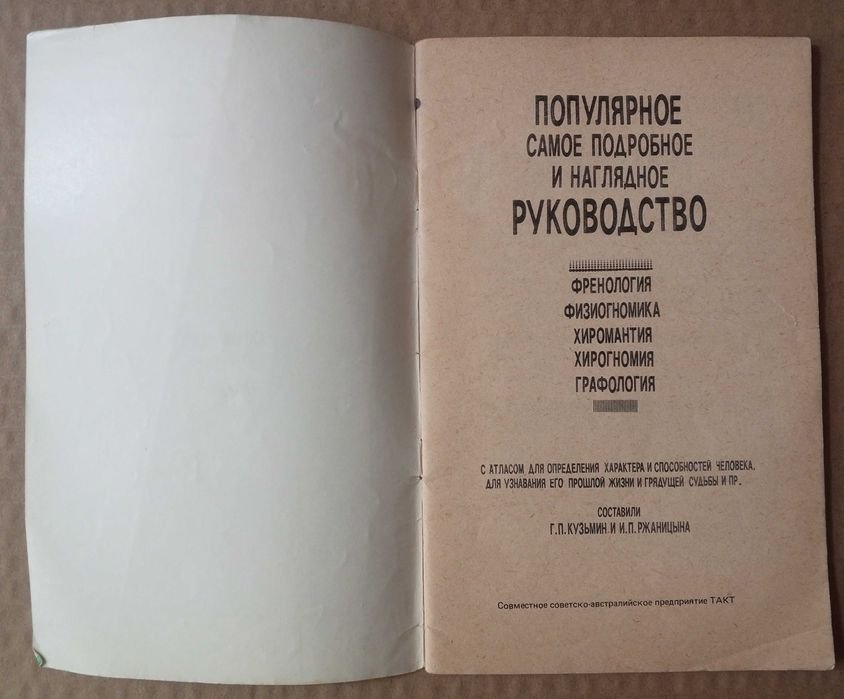 ПОПУЛЯРНОЕ
САМОЕ ПОДРОБНОЕ
И НАГЛЯДНОЕ
РУКОВОДСТВО
ФРЕНОЛОГИЯ
ФИЗИОГНОМИКА
ХИРОМАНТИЯ
ХИРОГНОМИЯ
ГРАФОЛОГИЯ
С АТЛАСОМ ДЛЯ ОПРЕДЕЛЕНИЯ ХАРАКТЕРА И СПОСОБНОСТЕЙ ЧЕЛОВЕКА,
ДЛЯ УЗНАВАНИЯ ЕГО ПРОШЛОЙ ЖИЗНИ И ГРЯДУЩЕЙ СУДЬБЫ И ПР.
СОСТАВИЛИ
Г.П.КУЗЬМИН И И.П.РЖАНИЦЫНА
Совместное советско-австралийское предприятие ТАКТ